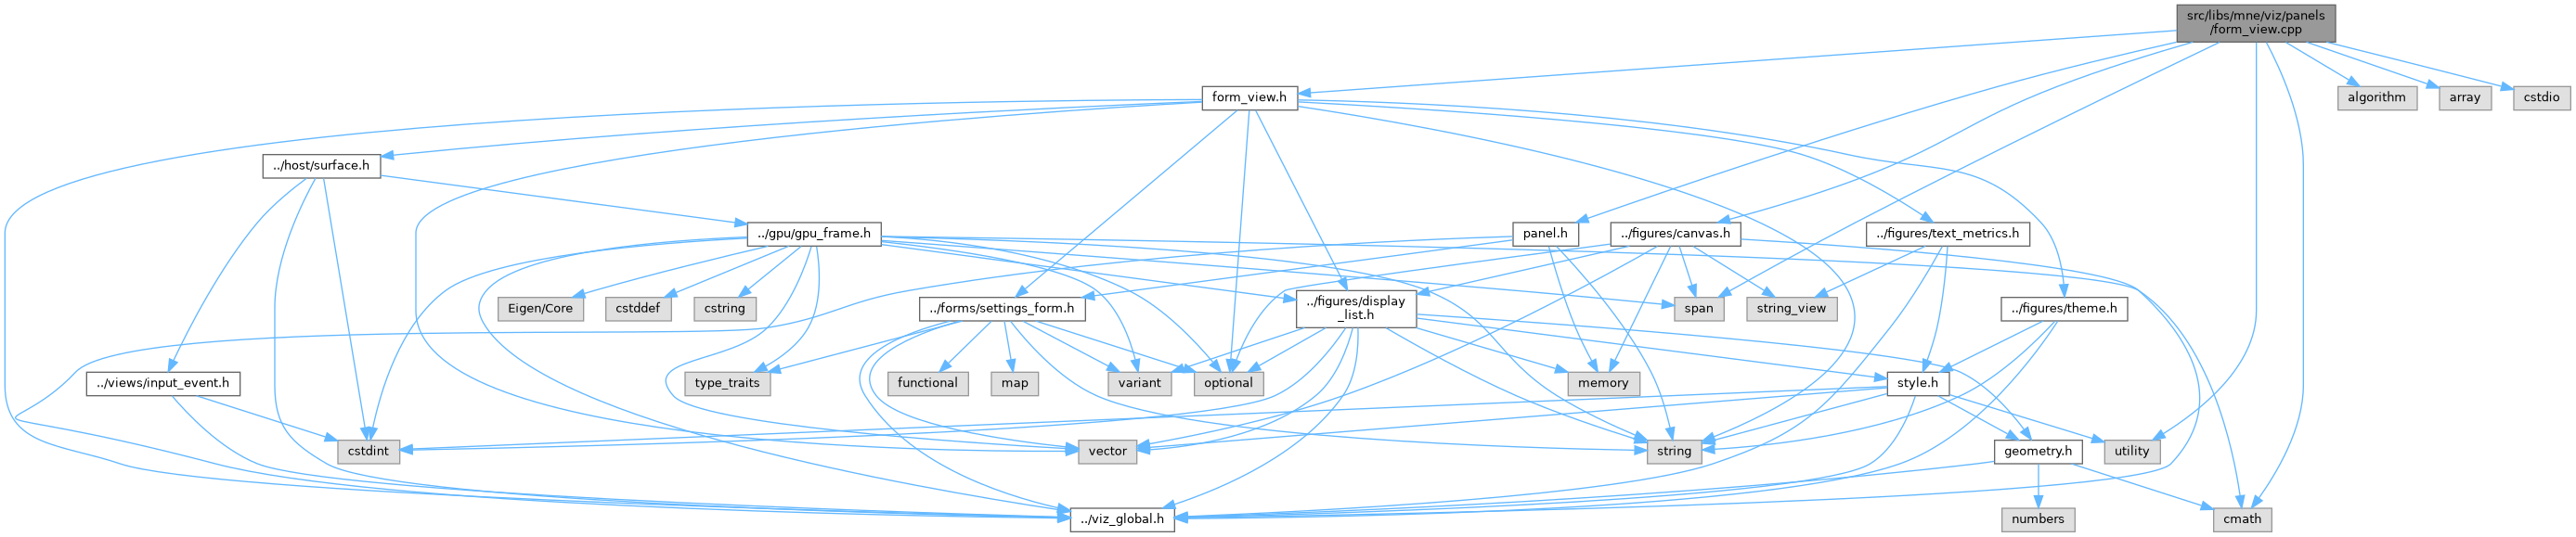 src/libs/mne/viz/panels
/form_view.cpp
form_view.h
algorithm
array
cstdio
../host/surface.h
../gpu/gpu_frame.h
panel.h
../figures/canvas.h
../figures/text_metrics.h
Eigen/Core
cstddef
cstring
../forms/settings_form.h
../figures/display
_list.h
span
string_view
../figures/theme.h
../views/input_event.h
type_traits
functional
map
variant
optional
memory
style.h
cstdint
vector
string
geometry.h
utility
../viz_global.h
numbers
cmath